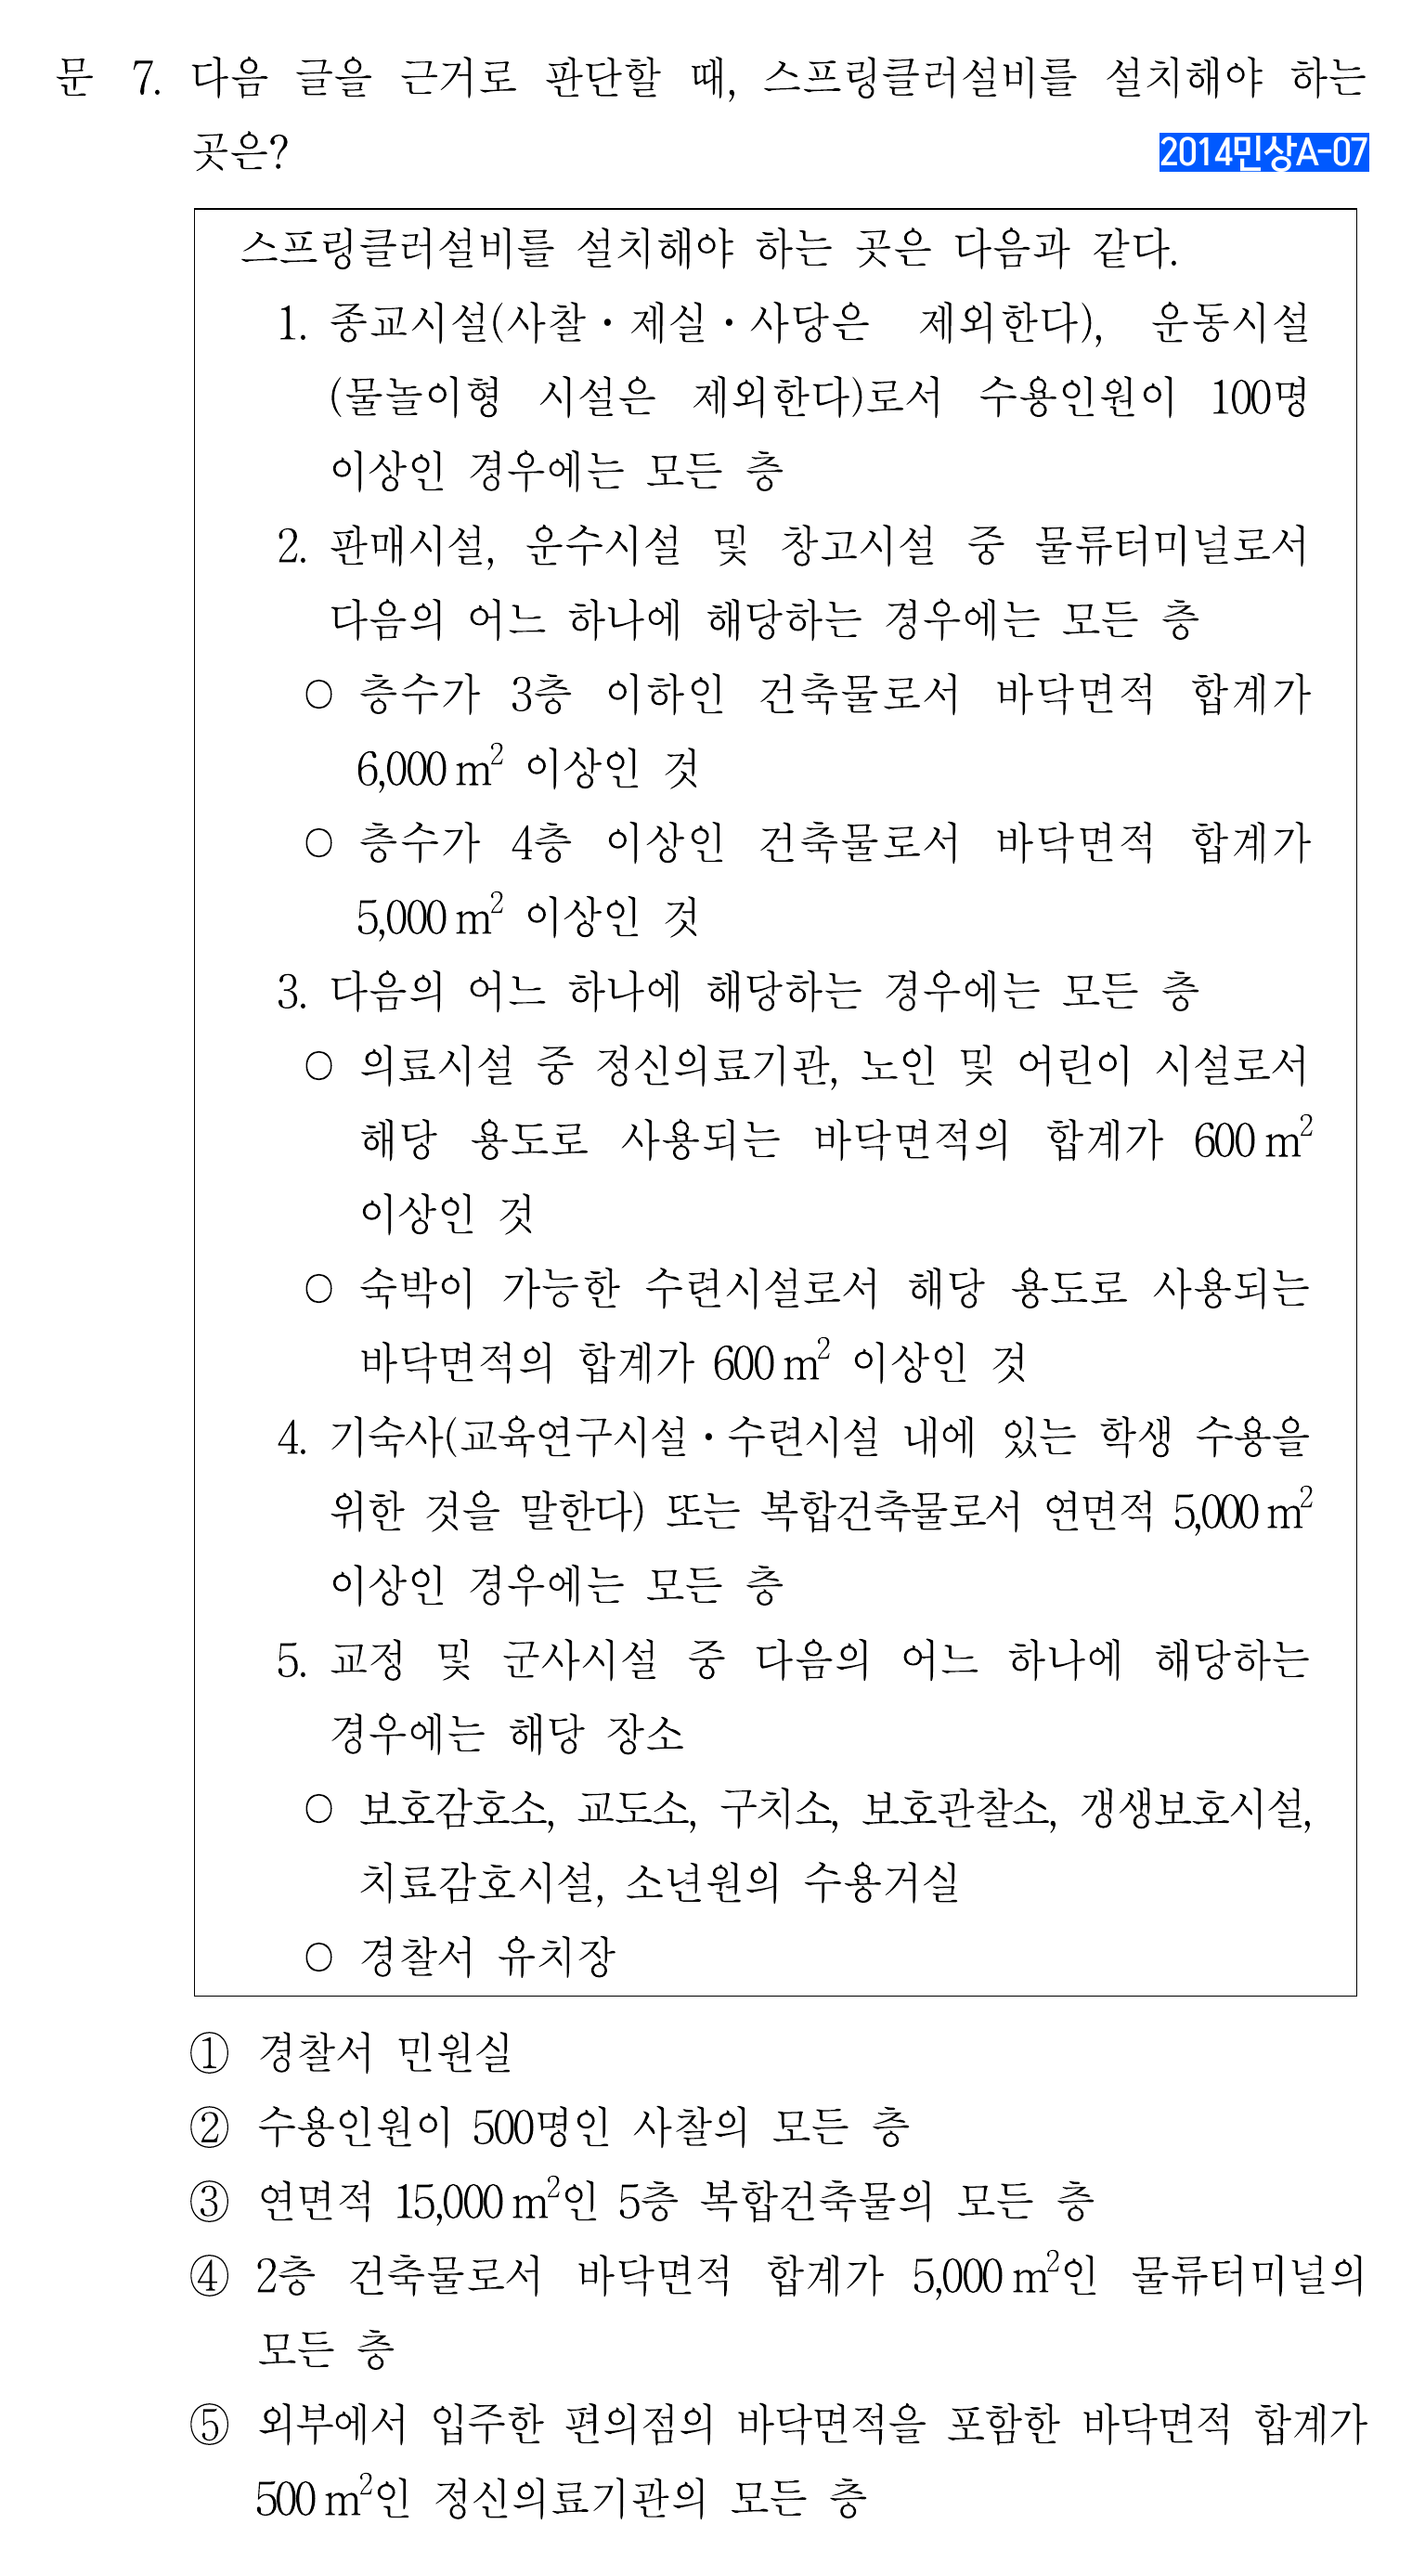 문 7. 다음 글을 근거로 판단할 때, 스프링클러설비를 설치해야 하는
곳은?
2014민상A-07
스프링클러설비를 설치해야 하는 곳은 다음과 같다.
1. 종교시설(사찰・제실・사당은 제외한다), 운동시설
(물놀이형 시설은 제외한다)로서 수용인원이 100명
이상인 경우에는 모든 층
2. 판매시설, 운수시설 및 창고시설 중 물류터미널로서
다음의 어느 하나에 해당하는 경우에는 모든 층
○ 층수가 3층 이하인 건축물로서 바닥면적 합계가
6,000 m² 이상인 것
○ 층수가 4층 이상인 건축물로서 바닥면적 합계가
5,000 m² 이상인 것
3. 다음의 어느 하나에 해당하는 경우에는 모든 층
○ 의료시설 중 정신의료기관, 노인 및 어린이 시설로서
해당 용도로 사용되는 바닥면적의 합계가 600 m²
이상인 것
○ 숙박이 가능한 수련시설로서 해당 용도로 사용되는
바닥면적의 합계가 600 m² 이상인 것
4. 기숙사(교육연구시설・수련시설 내에 있는 학생 수용을
위한 것을 말한다) 또는 복합건축물로서 연면적 5,000 m²
이상인 경우에는 모든 층
5. 교정 및 군사시설 중 다음의 어느 하나에 해당하는
경우에는 해당 장소
○ 보호감호소, 교도소, 구치소, 보호관찰소, 갱생보호시설,
치료감호시설, 소년원의 수용거실
○ 경찰서 유치장
① 경찰서 민원실
② 수용인원이 500명인 사찰의 모든 층
③ 연면적 15,000 m²인 5층 복합건축물의 모든 층
④ 2층 건축물로서 바닥면적 합계가 5,000 m²인 물류터미널의
모든 층
⑤ 외부에서 입주한 편의점의 바닥면적을 포함한 바닥면적 합계가
500 m²인 정신의료기관의 모든 층